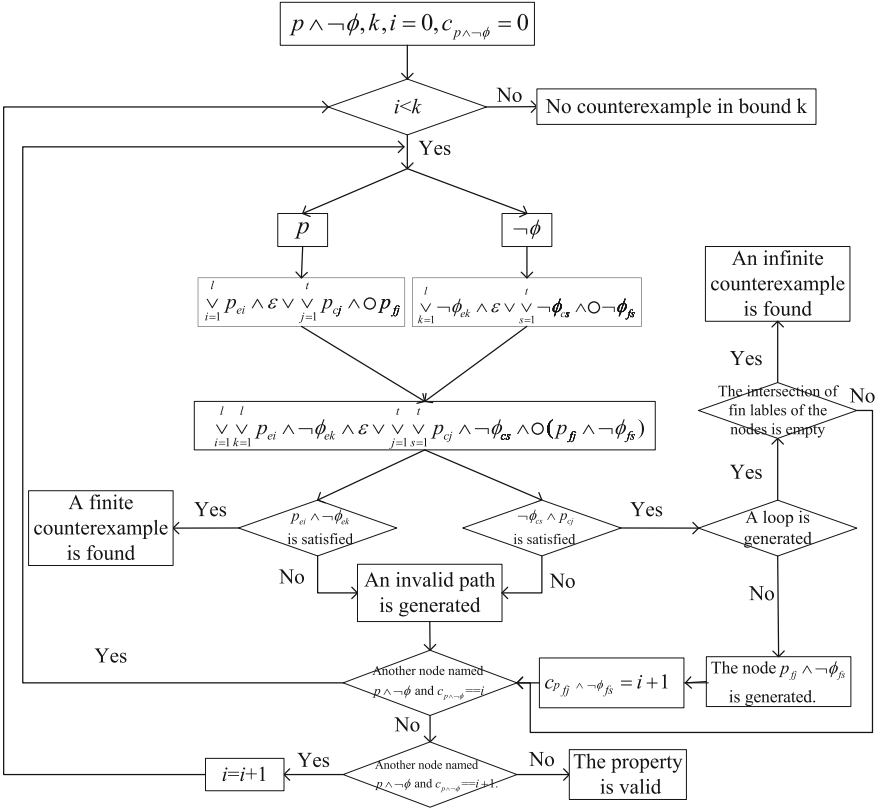 p ∧ ¬ϕ, k, i = 0, c_{p∧¬ϕ} = 0
i<k
No
No counterexample in bound k
Yes
p
¬ϕ
∨_{i=1}^{l} p_{ei} ∧ ε ∨ ∨_{j=1}^{t} p_{cj} ∧ ○ p_{fj}
∨_{k=1}^{l} ¬ϕ_{ek} ∧ ε ∨ ∨_{s=1}^{t} ¬ϕ_{cs} ∧ ○¬ϕ_{fs}
An infinite
counterexample
is found
Yes
The intersection of
fin lables of the
nodes is empty
No
Yes
∨_{i=1}^{l} ∨_{k=1}^{l} p_{ei} ∧ ¬ϕ_{ek} ∧ ε ∨ ∨_{j=1}^{t} ∨_{s=1}^{t} p_{cj} ∧ ¬ϕ_{cs} ∧ ○(p_{fj} ∧ ¬ϕ_{fs})
A finite
counterexample
is found
Yes
p_{ei} ∧ ¬ϕ_{ek}
is satisfied
¬ϕ_{cs} ∧ p_{cj}
is satisfied
Yes
A loop is
generated
No
An invalid path
is generated
No
No
Yes
Another node named
p ∧ ¬ϕ and c_{p∧¬ϕ}==i
c_{p_{fj} ∧ ¬ϕ_{fs}} = i+1
The node p_{fj} ∧ ¬ϕ_{fs}
is generated.
No
i=i+1
Yes
Another node named
p ∧ ¬ϕ and c_{p∧¬ϕ}==i+1.
No
The property
is valid